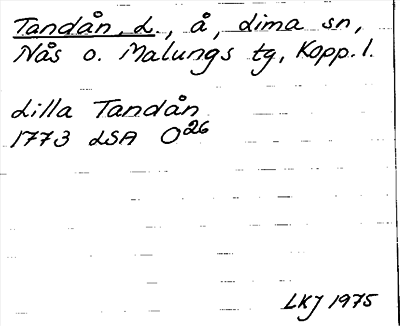 Tandån, L., å, Lima sn,
Nås o. Malungs tg, Kopp. l.
Lilla Tandån
1773 LSA O26
LKJ 1975